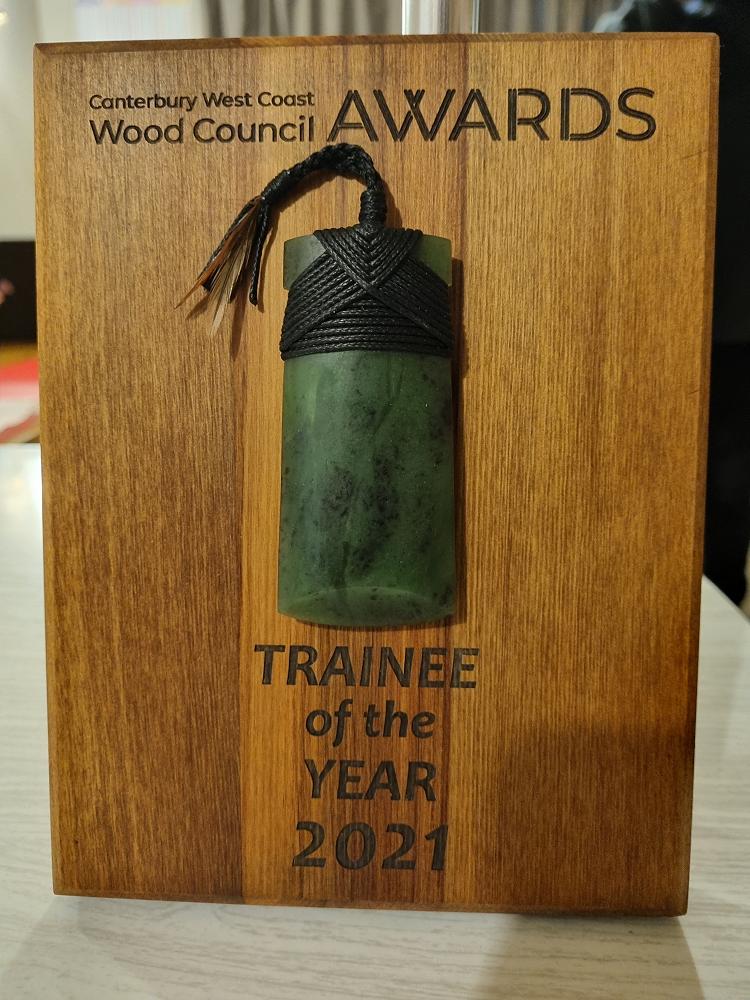 Canterbury West Coast
Wood Council AWARDS
TRAINEE
of the
YEAR
2021